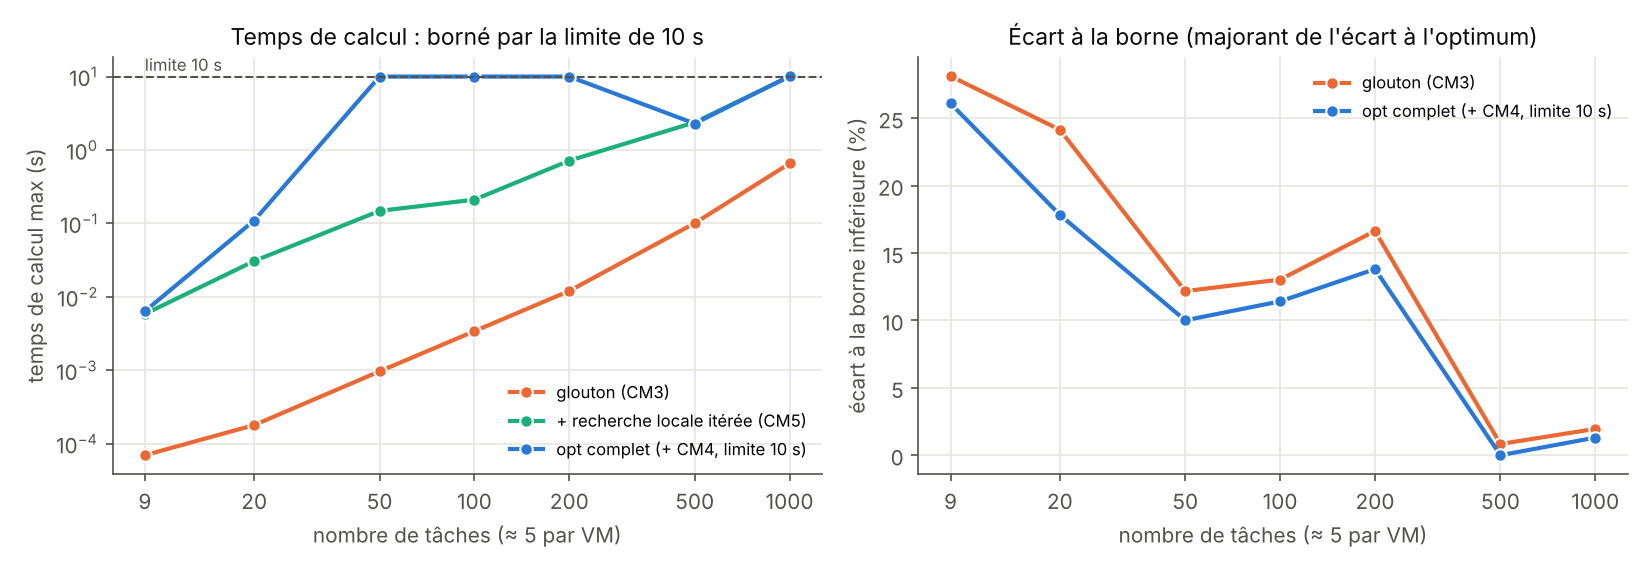 Temps de calcul : borné par la limite de 10 s
limite 10 s
10¹
10⁰
10⁻¹
10⁻²
10⁻³
10⁻⁴
temps de calcul max (s)
glouton (CM3)
+ recherche locale itérée (CM5)
opt complet (+ CM4, limite 10 s)
9 20 50 100 200 500 1000
nombre de tâches (≈ 5 par VM)
Écart à la borne (majorant de l'écart à l'optimum)
glouton (CM3)
opt complet (+ CM4, limite 10 s)
25
20
15
10
5
0
écart à la borne inférieure (%)
9 20 50 100 200 500 1000
nombre de tâches (≈ 5 par VM)